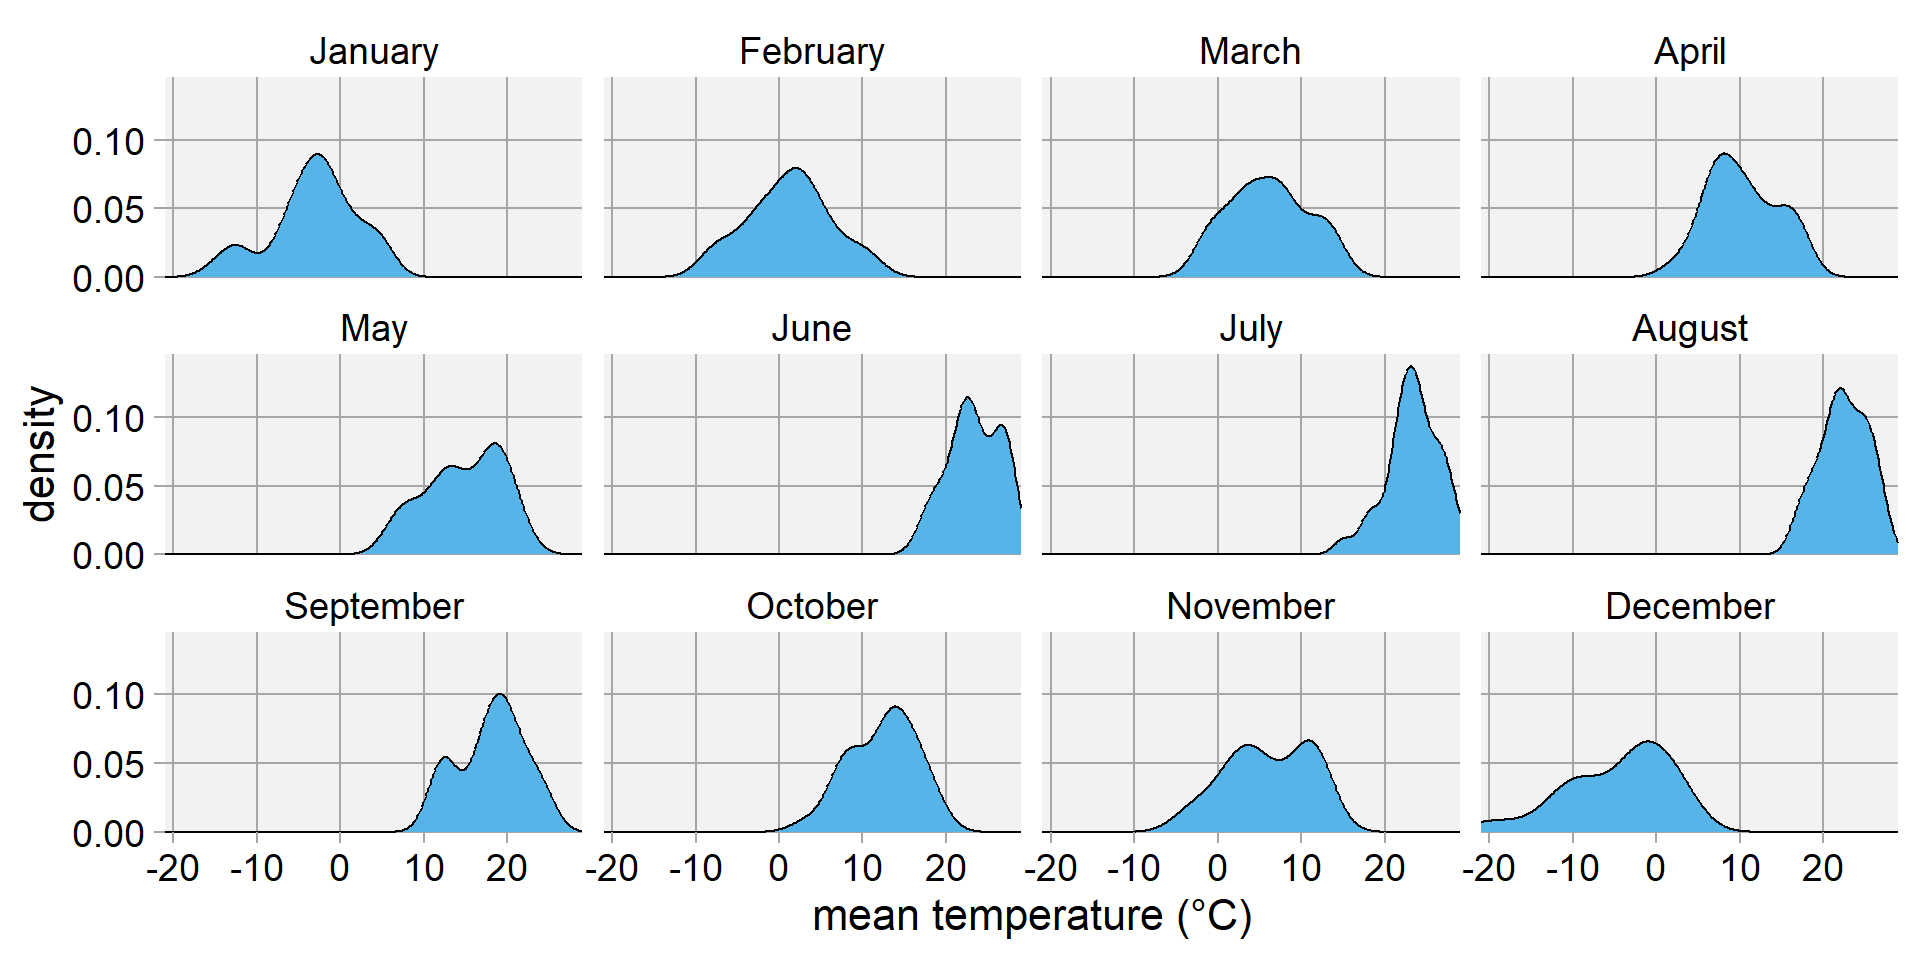 January February March April
0.10
0.05
0.00
May June July August
0.10
0.05
0.00
September October November December
0.10
0.05
0.00
-20 -10 0 10 20 -20 -10 0 10 20 -20 -10 0 10 20 -20 -10 0 10 20
mean temperature (°C)
density